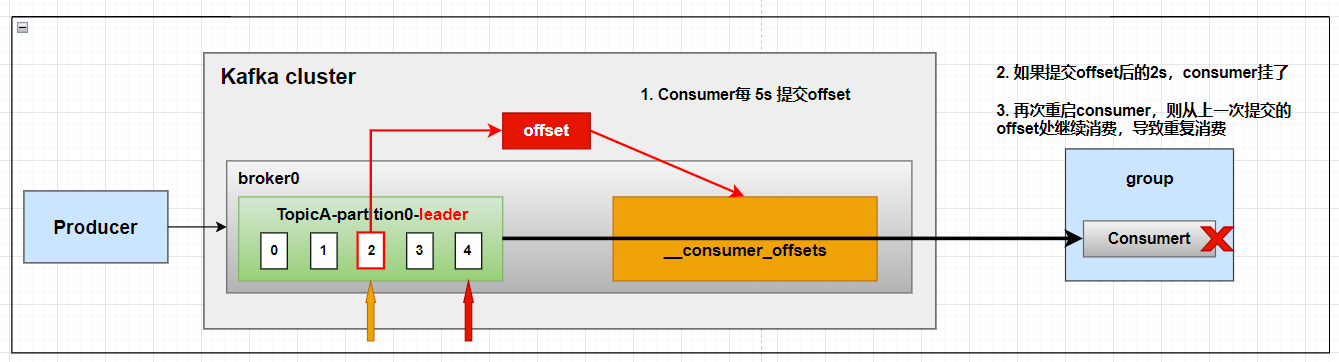 Kafka cluster
1. Consumer每 5s 提交offset
2. 如果提交offset后的2s，consumer挂了
3. 再次重启consumer，则从上一次提交的
offset处继续消费，导致重复消费
offset
broker0
group
TopicA-partition0-leader
Producer
0 1 2 3 4
__consumer_offsets
Consumert